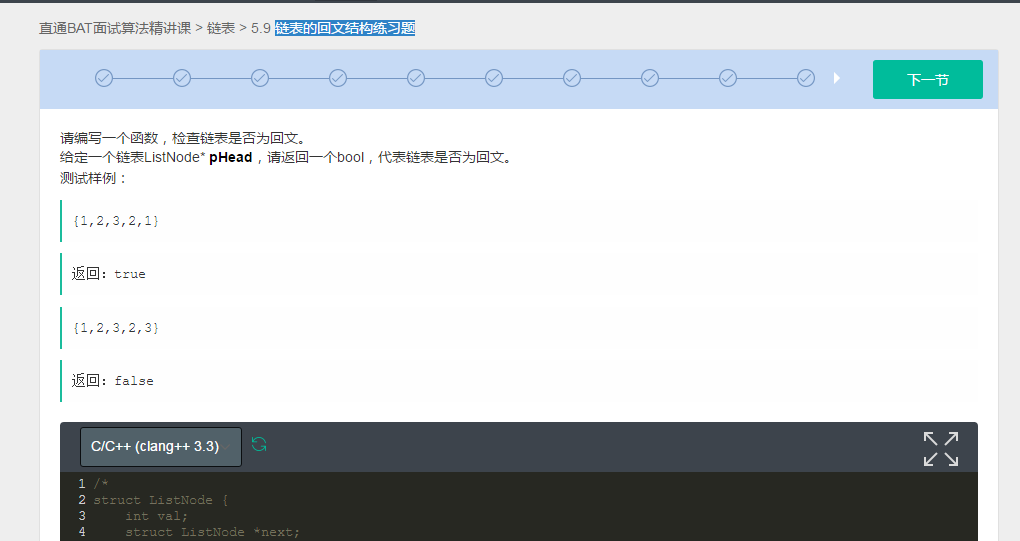 直通BAT面试算法精讲课 > 链表 > 5.9 链表的回文结构练习题
下一节
请编写一个函数，检查链表是否为回文。
给定一个链表ListNode* pHead，请返回一个bool，代表链表是否为回文。
测试样例：
{1,2,3,2,1}
返回：true
{1,2,3,2,3}
返回：false
C/C++ (clang++ 3.3)
1 /*
2 struct ListNode {
3     int val;
4     struct ListNode *next;